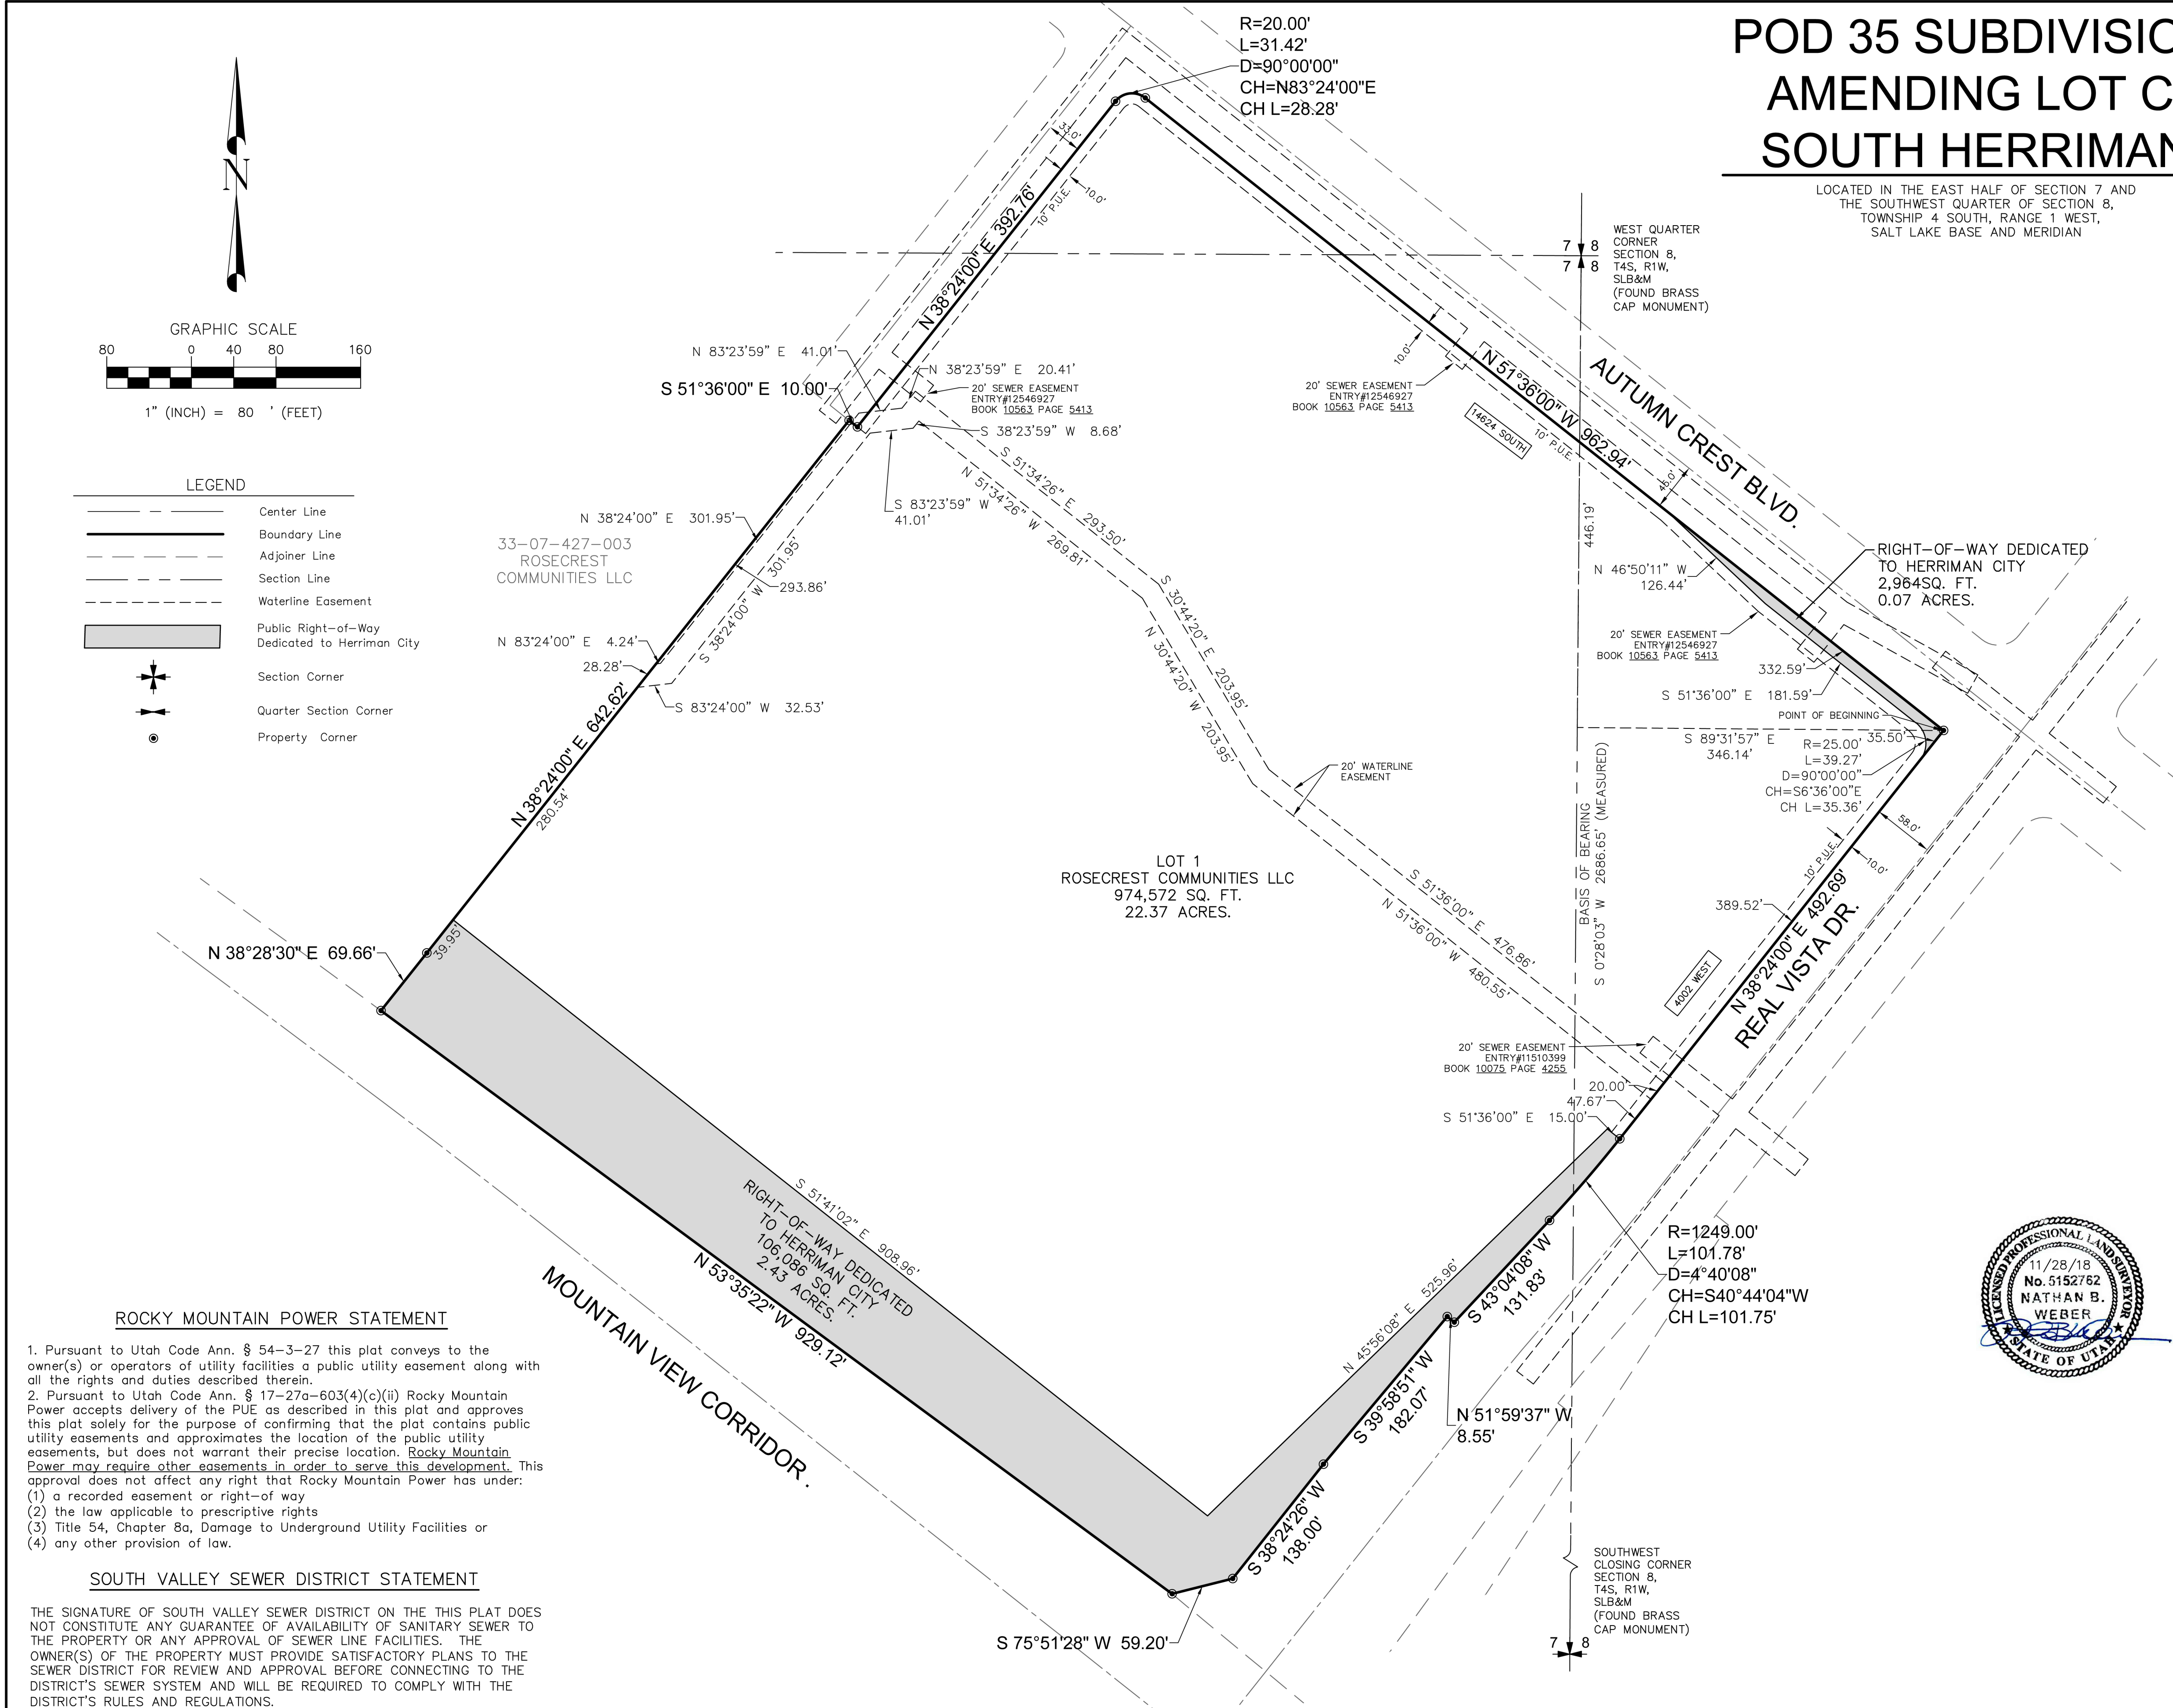 POD 35 SUBDIVISIO
AMENDING LOT C
SOUTH HERRIMAN
LOCATED IN THE EAST HALF OF SECTION 7 AND
THE SOUTHWEST QUARTER OF SECTION 8,
TOWNSHIP 4 SOUTH, RANGE 1 WEST,
SALT LAKE BASE AND MERIDIAN
R=20.00'
L=31.42'
D=90°00'00"
CH=N83°24'00"E
CH L=28.28'
N
GRAPHIC SCALE
80 0 40 80 160
1" (INCH) = 80 ' (FEET)
LEGEND
Center Line
Boundary Line
Adjoiner Line
Section Line
Waterline Easement
Public Right-of-Way
Dedicated to Herriman City
Section Corner
Quarter Section Corner
Property Corner
33.0'
10.0'
10' P.U.E.
N 38°24'00" E 392.76'
7 8
7 8
WEST QUARTER
CORNER
SECTION 8,
T4S, R1W,
SLB&M
(FOUND BRASS
CAP MONUMENT)
N 83°23'59" E 41.01'
S 51°36'00" E 10.00'
N 38°23'59" E 20.41'
20' SEWER EASEMENT
ENTRY#12546927
BOOK 10563 PAGE 5413
S 38°23'59" W 8.68'
S 83°23'59" W
41.01'
S 51°34'26" E 293.50'
N 51°34'26" W 269.81'
10.0'
20' SEWER EASEMENT
ENTRY#12546927
BOOK 10563 PAGE 5413
14624 SOUTH
10' P.U.E.
N 51°36'00" W 962.94'
AUTUMN CREST BLVD.
45.0'
446.19'
N 46°50'11" W
126.44'
RIGHT-OF-WAY DEDICATED
TO HERRIMAN CITY
2,964SQ. FT.
0.07 ACRES.
20' SEWER EASEMENT
ENTRY#12546927
BOOK 10563 PAGE 5413
332.59'
S 51°36'00" E 181.59'
POINT OF BEGINNING
35.50'
S 89°31'57" E
346.14'
R=25.00'
L=39.27'
D=90°00'00"
CH=S6°36'00"E
CH L=35.36'
N 38°24'00" E 301.95'
33-07-427-003
ROSECREST
COMMUNITIES LLC
293.86'
S 38°24'00" W 301.95'
N 83°24'00" E 4.24'
28.28'
S 83°24'00" W 32.53'
N 38°24'00" E 642.62'
280.54'
S 30°44'20" E 203.95'
N 30°44'20" W 203.95'
20' WATERLINE
EASEMENT
BASIS OF BEARING
S 0°28'03" W 2686.65' (MEASURED)
LOT 1
ROSECREST COMMUNITIES LLC
974,572 SQ. FT.
22.37 ACRES.
S 51°36'00" E 476.86'
N 51°36'00" W 480.55'
58.0'
10.0'
10' P.U.E.
389.52'
N 38°24'00" E 492.69'
REAL VISTA DR.
4002 WEST
N 38°28'30" E 69.66'
39.95'
20' SEWER EASEMENT
ENTRY#11510399
BOOK 10075 PAGE 4255
20.00'
47.67'
S 51°36'00" E 15.00'
S 51°41'02" E 908.96'
RIGHT-OF-WAY DEDICATED
TO HERRIMAN CITY
106,086 SQ. FT.
2.43 ACRES.
N 53°35'22" W 929.12'
MOUNTAIN VIEW CORRIDOR .
N 45°56'08" E 525.96'
R=1249.00'
L=101.78'
D=4°40'08"
CH=S40°44'04"W
CH L=101.75'
S 43°04'08" W
131.83'
N 51°59'37" W
8.55'
S 39°58'51" W
182.07'
S 38°24'26" W
138.00'
S 75°51'28" W 59.20'
SOUTHWEST
CLOSING CORNER
SECTION 8,
T4S, R1W,
SLB&M
(FOUND BRASS
CAP MONUMENT)
7 8
LICENSED PROFESSIONAL LAND SURVEYOR
11/28/18
No. 5152762
NATHAN B.
WEBER
STATE OF UTAH
ROCKY MOUNTAIN POWER STATEMENT
1. Pursuant to Utah Code Ann. § 54-3-27 this plat conveys to the
owner(s) or operators of utility facilities a public utility easement along with
all the rights and duties described therein.
2. Pursuant to Utah Code Ann. § 17-27a-603(4)(c)(ii) Rocky Mountain
Power accepts delivery of the PUE as described in this plat and approves
this plat solely for the purpose of confirming that the plat contains public
utility easements and approximates the location of the public utility
easements, but does not warrant their precise location. Rocky Mountain
Power may require other easements in order to serve this development. This
approval does not affect any right that Rocky Mountain Power has under:
(1) a recorded easement or right-of way
(2) the law applicable to prescriptive rights
(3) Title 54, Chapter 8a, Damage to Underground Utility Facilities or
(4) any other provision of law.
SOUTH VALLEY SEWER DISTRICT STATEMENT
THE SIGNATURE OF SOUTH VALLEY SEWER DISTRICT ON THE THIS PLAT DOES
NOT CONSTITUTE ANY GUARANTEE OF AVAILABILITY OF SANITARY SEWER TO
THE PROPERTY OR ANY APPROVAL OF SEWER LINE FACILITIES. THE
OWNER(S) OF THE PROPERTY MUST PROVIDE SATISFACTORY PLANS TO THE
SEWER DISTRICT FOR REVIEW AND APPROVAL BEFORE CONNECTING TO THE
DISTRICT'S SEWER SYSTEM AND WILL BE REQUIRED TO COMPLY WITH THE
DISTRICT'S RULES AND REGULATIONS.